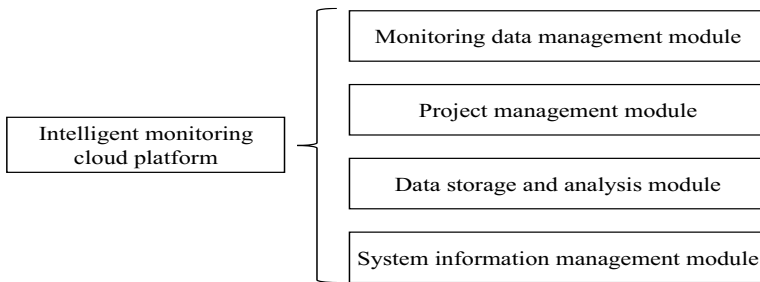 Monitoring data management module
Project management module
Intelligent monitoring
cloud platform
Data storage and analysis module
System information management module